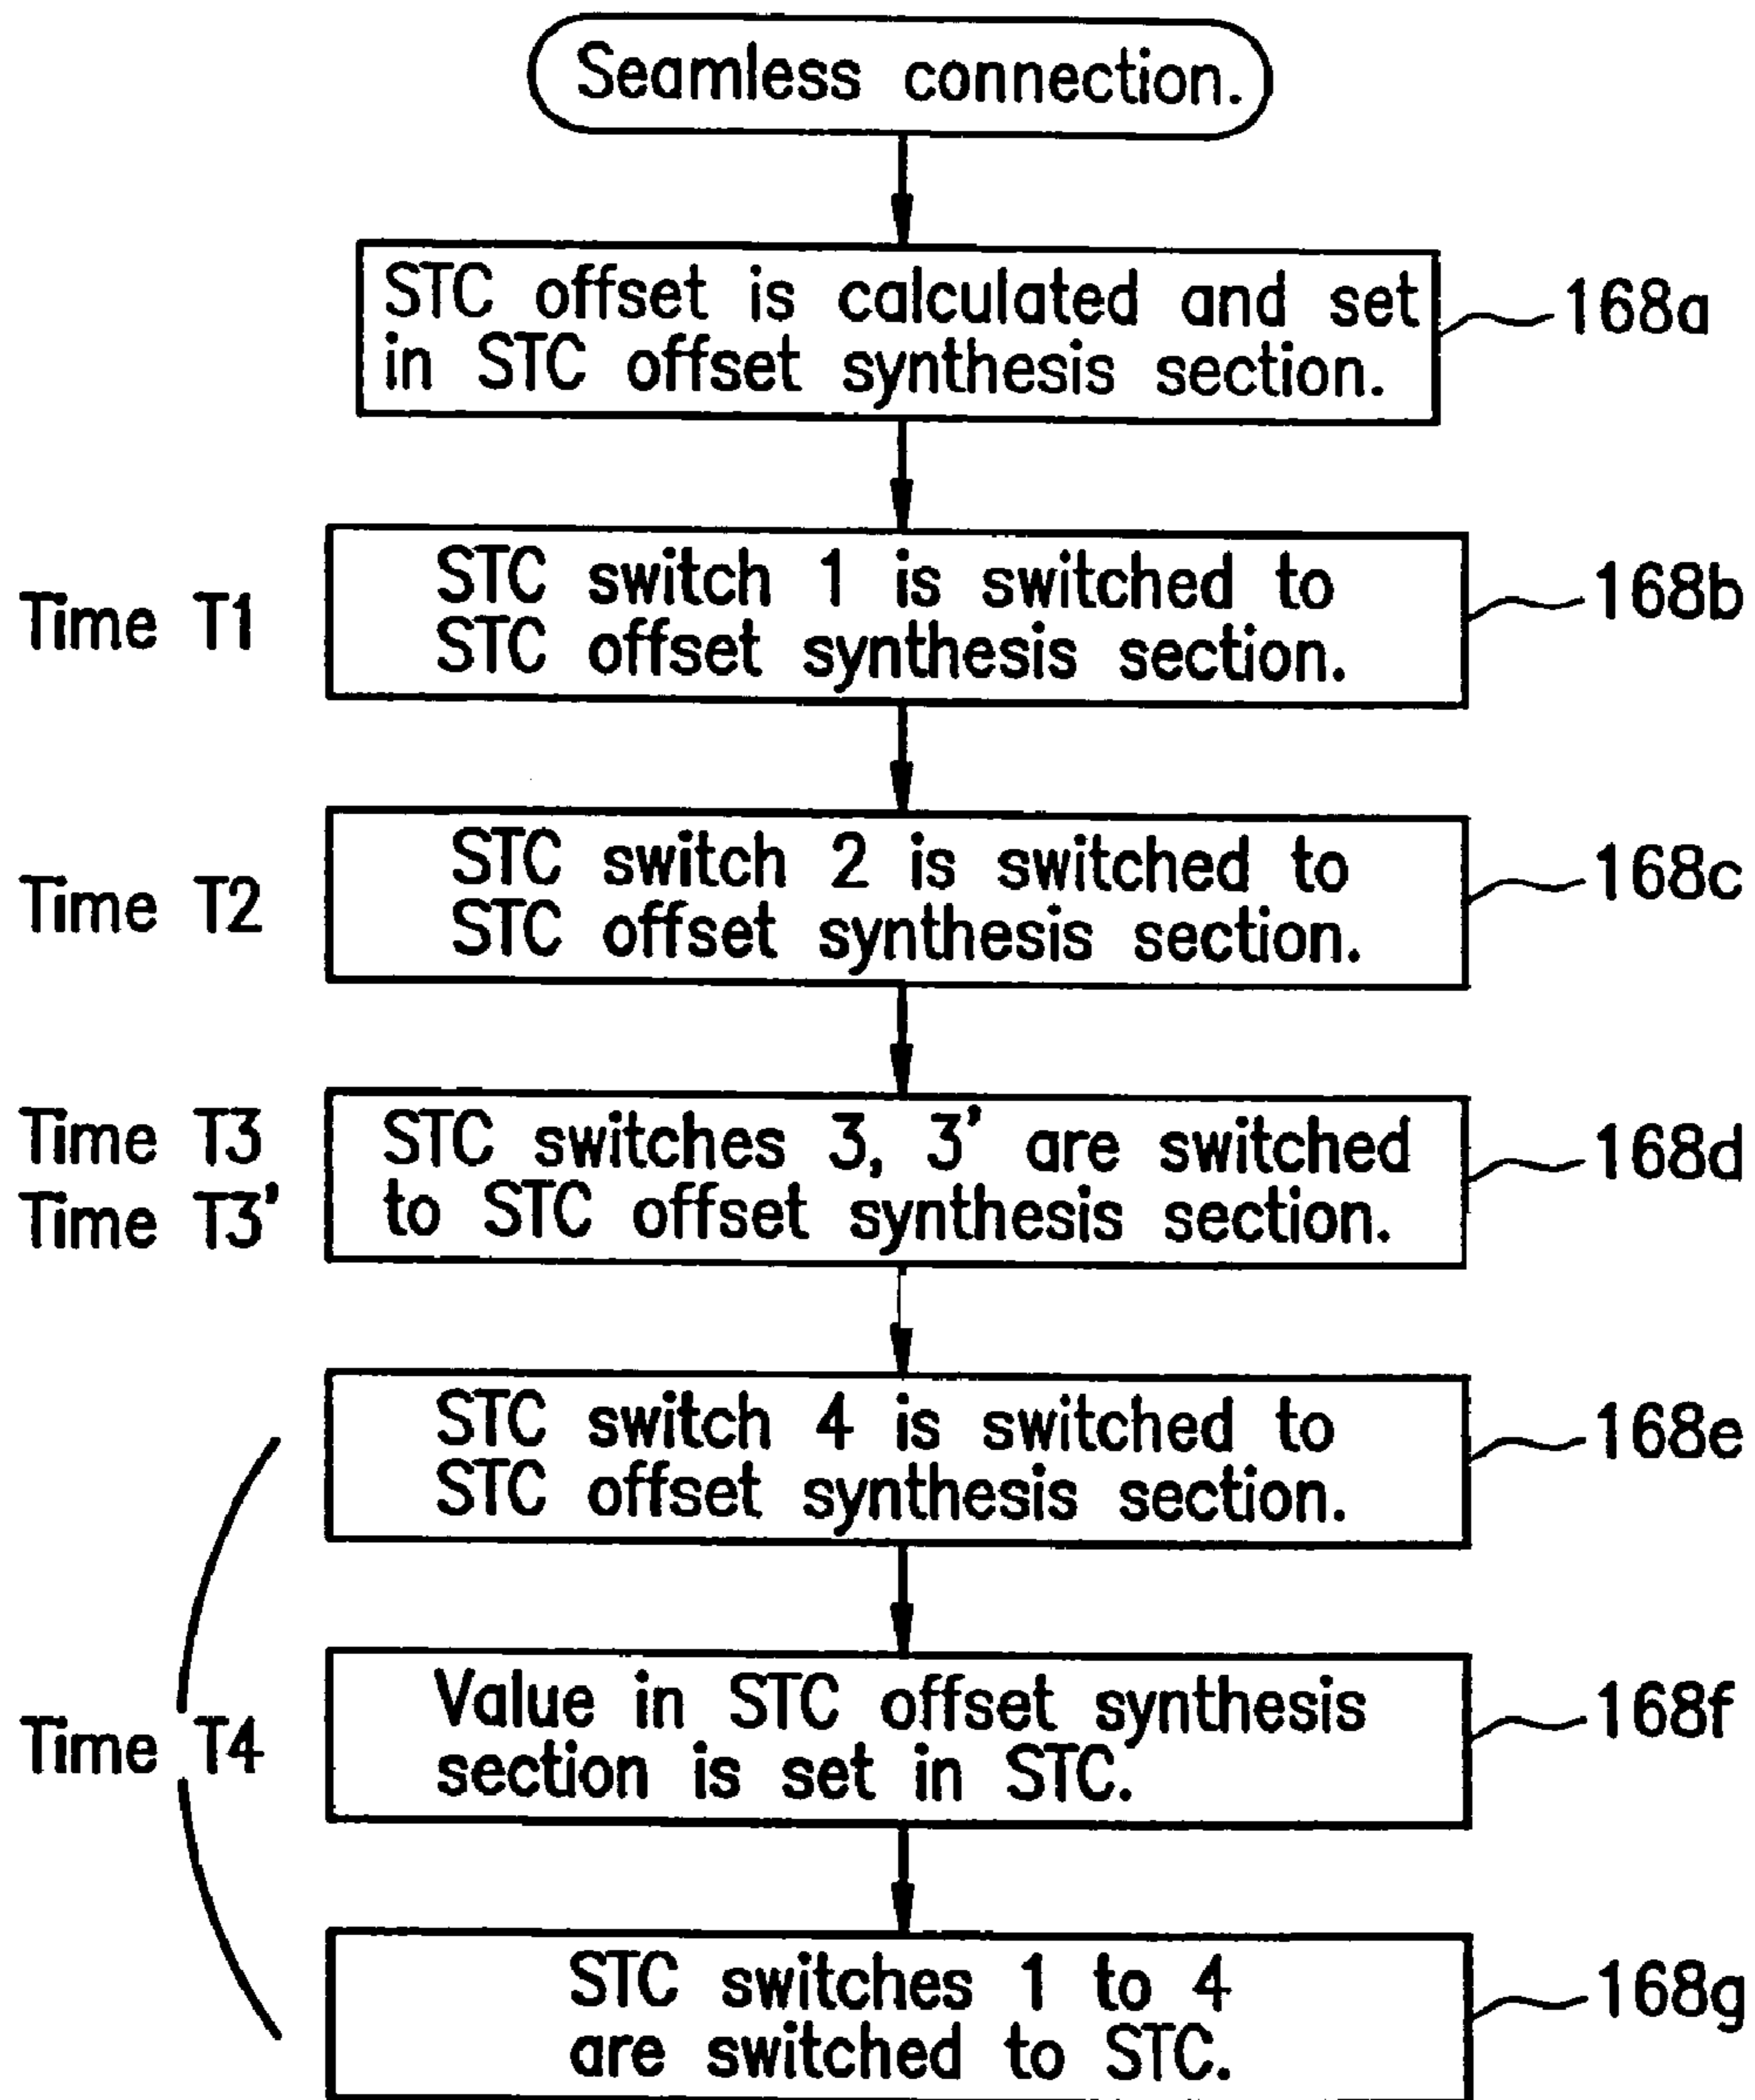 Seamless connection.
STC offset is calculated and set
in STC offset synthesis section.
168a
Time T1
STC switch 1 is switched to
STC offset synthesis section.
168b
Time T2
STC switch 2 is switched to
STC offset synthesis section.
168c
Time T3
Time T3'
STC switches 3, 3' are switched
to STC offset synthesis section.
168d
STC switch 4 is switched to
STC offset synthesis section.
168e
Time T4
Value in STC offset synthesis
section is set in STC.
168f
STC switches 1 to 4
are switched to STC.
168g